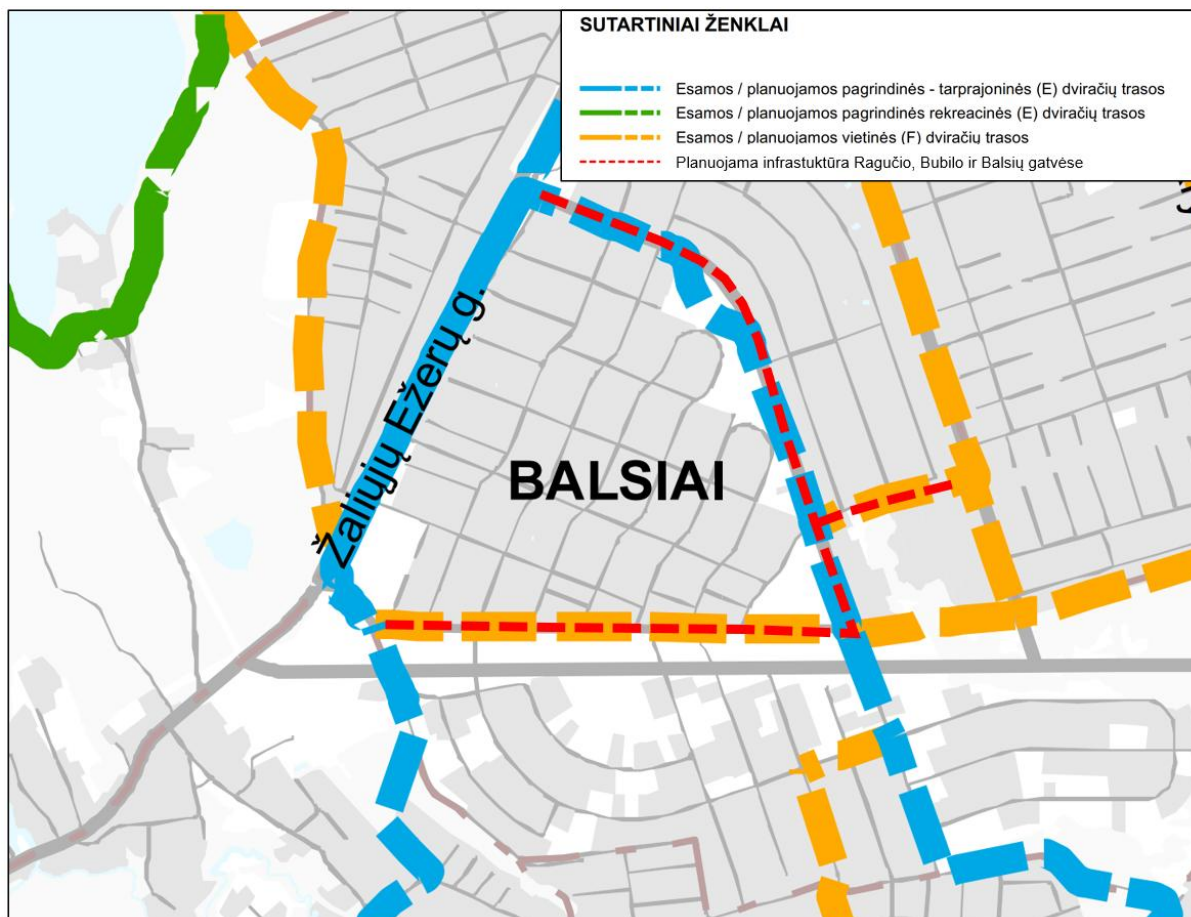 SUTARTINIAI ŽENKLAI
Esamos / planuojamos pagrindinės - tarprajoninės (E) dviračių trasos
Esamos / planuojamos pagrindinės rekreacinės (E) dviračių trasos
Esamos / planuojamos vietinės (F) dviračių trasos
Planuojama infrastuktūra Ragučio, Bubilo ir Balsių gatvėse
Žaliųjų Ežerų g.
BALSIAI